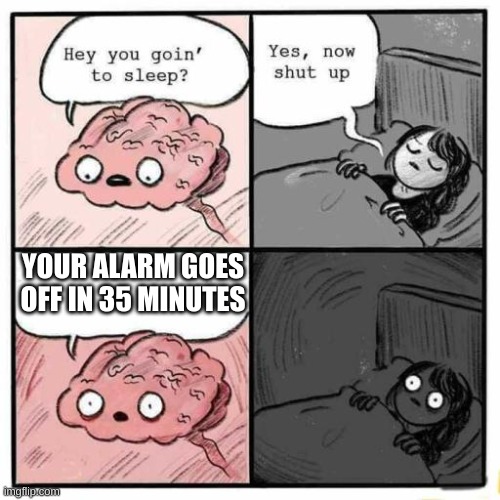 Hey you goin'
to sleep?
Yes, now
shut up
YOUR ALARM GOES
OFF IN 35 MINUTES
imgflip.com